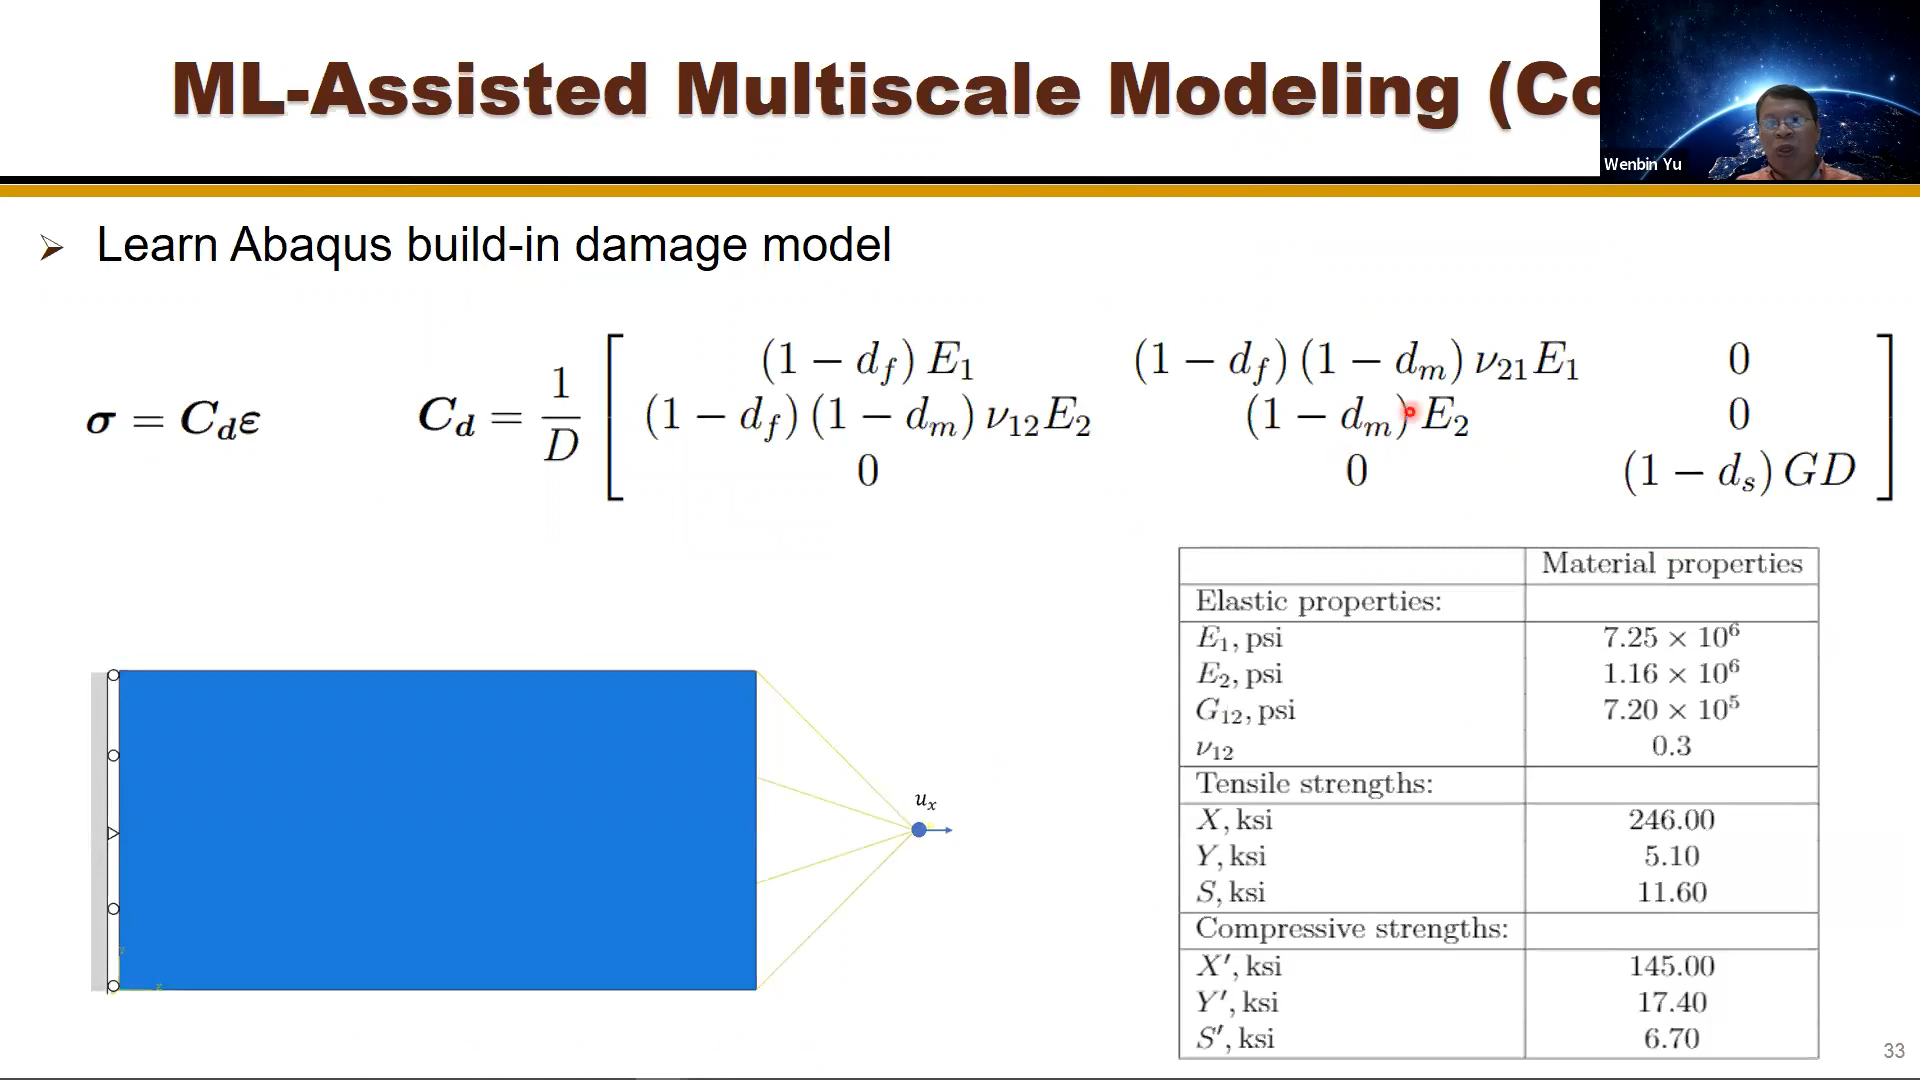 ML-Assisted Multiscale Modeling (Co
Wenbin Yu
Learn Abaqus build-in damage model
σ = C_d ε
C_d = 1/D [ (1 − d_f) E_1 (1 − d_f) (1 − d_m) ν_21 E_1 0
(1 − d_f) (1 − d_m) ν_12 E_2 (1 − d_m) E_2 0
0 0 (1 − d_s) GD ]
u_x
Material properties
Elastic properties:
E_1, psi 7.25 × 10^6
E_2, psi 1.16 × 10^6
G_12, psi 7.20 × 10^5
ν_12 0.3
Tensile strengths:
X, ksi 246.00
Y, ksi 5.10
S, ksi 11.60
Compressive strengths:
X′, ksi 145.00
Y′, ksi 17.40
S′, ksi 6.70
33